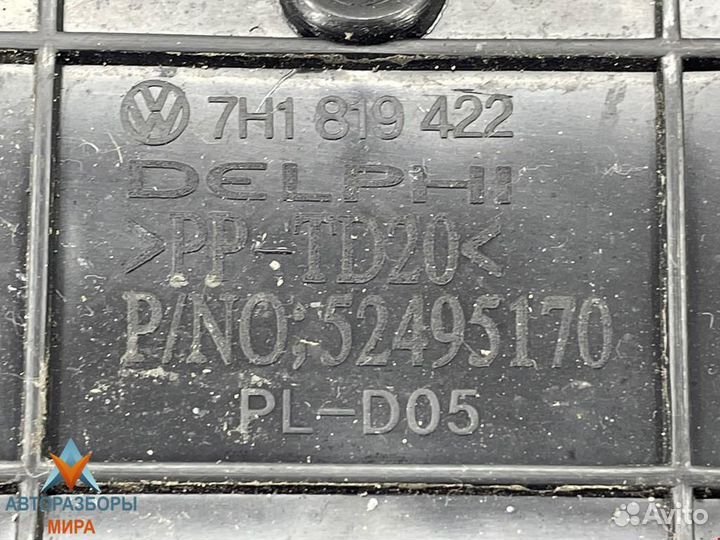 7H1 819 422
DELPHI
>PP-TD20<
P/NO;52495170
PL-D05
АВТОРАЗБОРЫ
МИРА
Avito